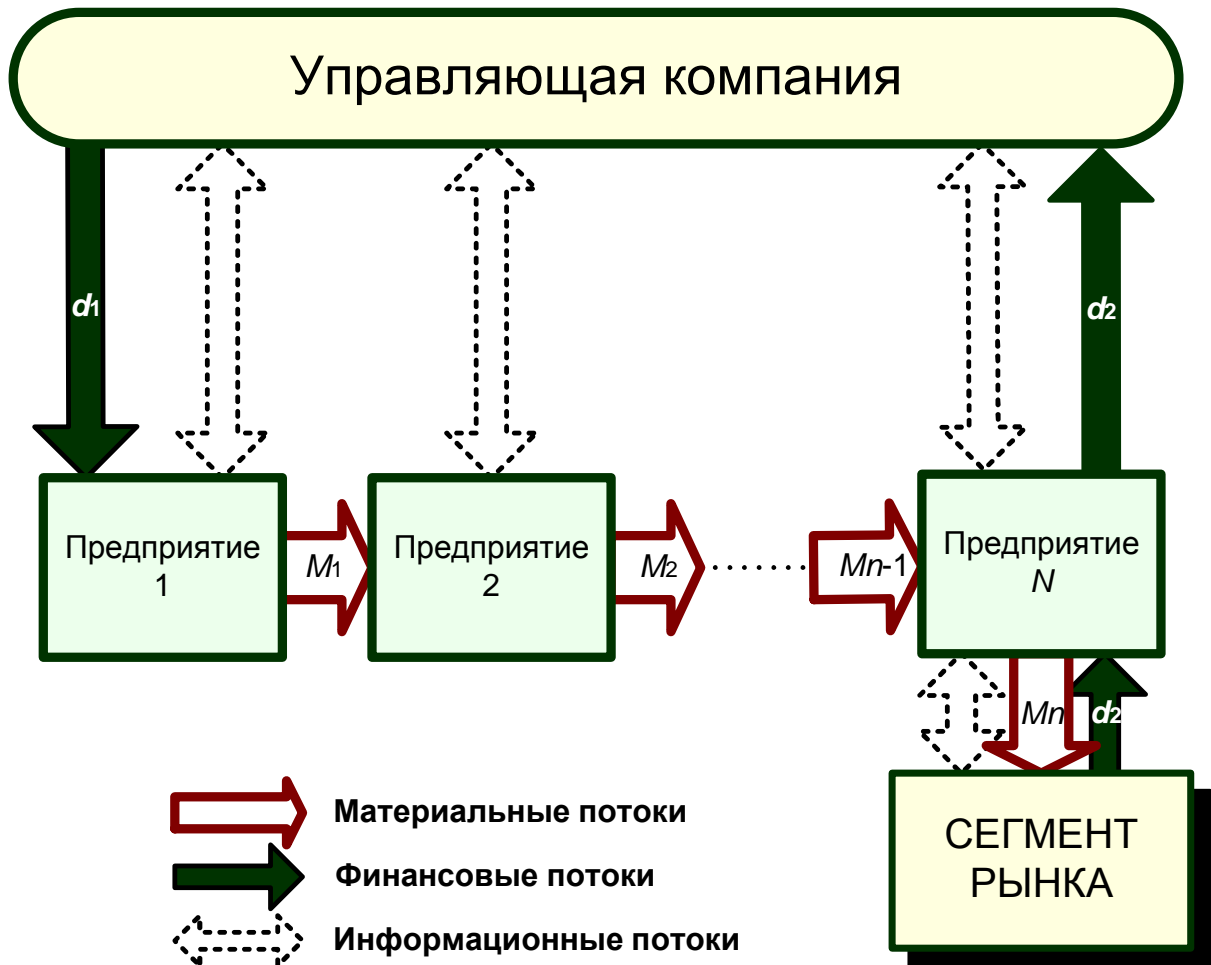 Управляющая компания
d1
d2
Предприятие
1
M1
Предприятие
2
M2
Mn-1
Предприятие
N
Mn
d2
СЕГМЕНТ
РЫНКА
Материальные потоки
Финансовые потоки
Информационные потоки